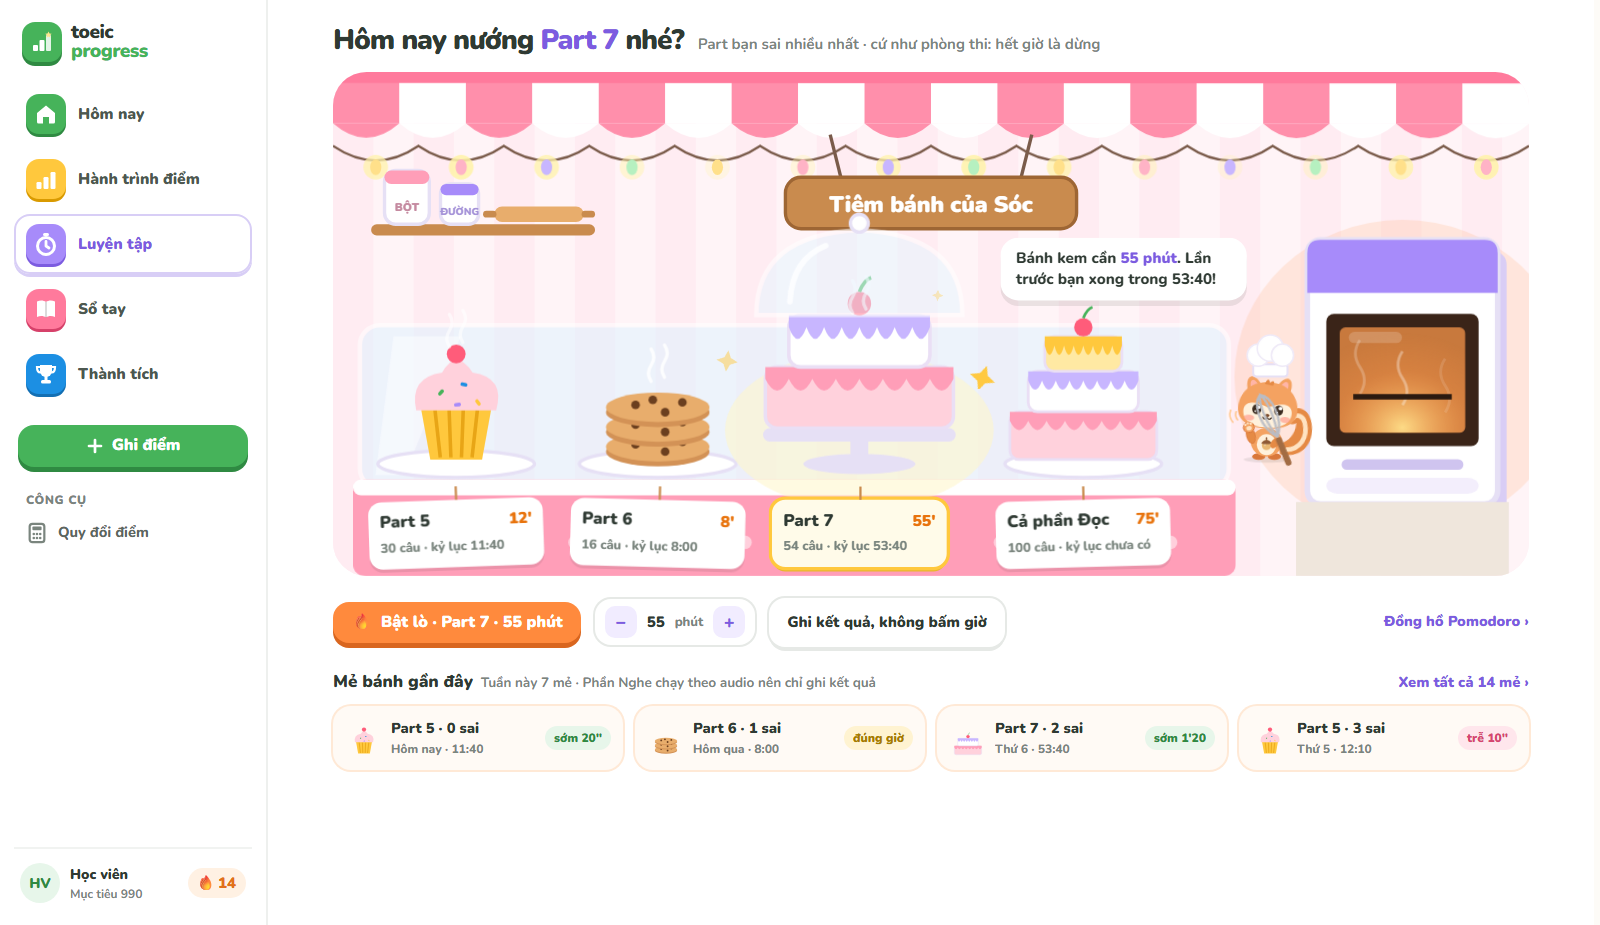 toeic
progress
Hôm nay
Hành trình điểm
Luyện tập
Sổ tay
Thành tích
+ Ghi điểm
CÔNG CỤ
Quy đổi điểm
HV
Học viên
Mục tiêu 990
14
Hôm nay nướng Part 7 nhé?
Part bạn sai nhiều nhất · cứ như phòng thi: hết giờ là dừng
BỘT
ĐƯỜNG
Tiệm bánh của Sóc
Bánh kem cần 55 phút. Lần
trước bạn xong trong 53:40!
Part 5
12'
30 câu · kỷ lục 11:40
Part 6
8'
16 câu · kỷ lục 8:00
Part 7
55'
54 câu · kỷ lục 53:40
Cả phần Đọc
75'
100 câu · kỷ lục chưa có
Bật lò · Part 7 · 55 phút
− 55 phút +
Ghi kết quả, không bấm giờ
Đồng hồ Pomodoro ›
Mẻ bánh gần đây
Tuần này 7 mẻ · Phần Nghe chạy theo audio nên chỉ ghi kết quả
Xem tất cả 14 mẻ ›
Part 5 · 0 sai
Hôm nay · 11:40
sớm 20"
Part 6 · 1 sai
Hôm qua · 8:00
đúng giờ
Part 7 · 2 sai
Thứ 6 · 53:40
sớm 1'20
Part 5 · 3 sai
Thứ 5 · 12:10
trễ 10"